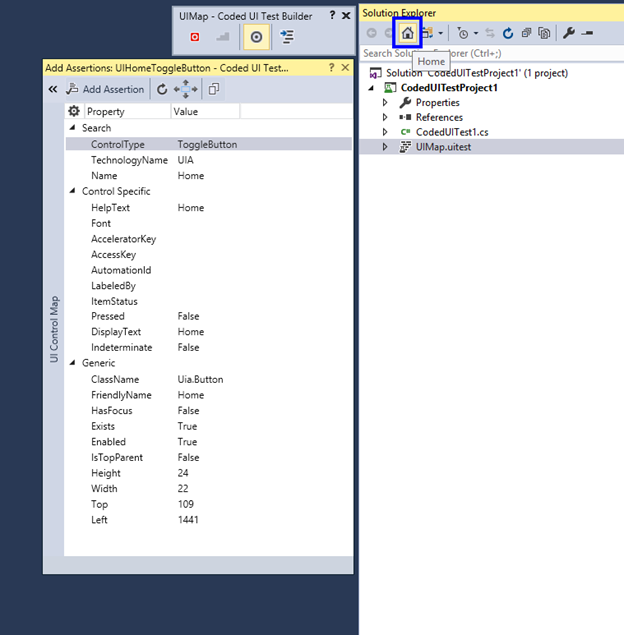 UIMap - Coded UI Test Builder ? ✕
Add Assertions: UIHomeToggleButton - Coded UI Test... ? ✕
« Add Assertion
Property Value
Search
ControlType ToggleButton
TechnologyName UIA
Name Home
Control Specific
HelpText Home
Font
AcceleratorKey
AccessKey
AutomationId
LabeledBy
ItemStatus
Pressed False
DisplayText Home
Indeterminate False
Generic
ClassName Uia.Button
FriendlyName Home
HasFocus False
Exists True
Enabled True
IsTopParent False
Height 24
Width 22
Top 109
Left 1441
UI Control Map
Solution Explorer
Search Solu Explorer (Ctrl+;)
Home
Solution 'CodedUITestProject1' (1 project)
CodedUITestProject1
Properties
References
C# CodedUITest1.cs
UIMap.uitest